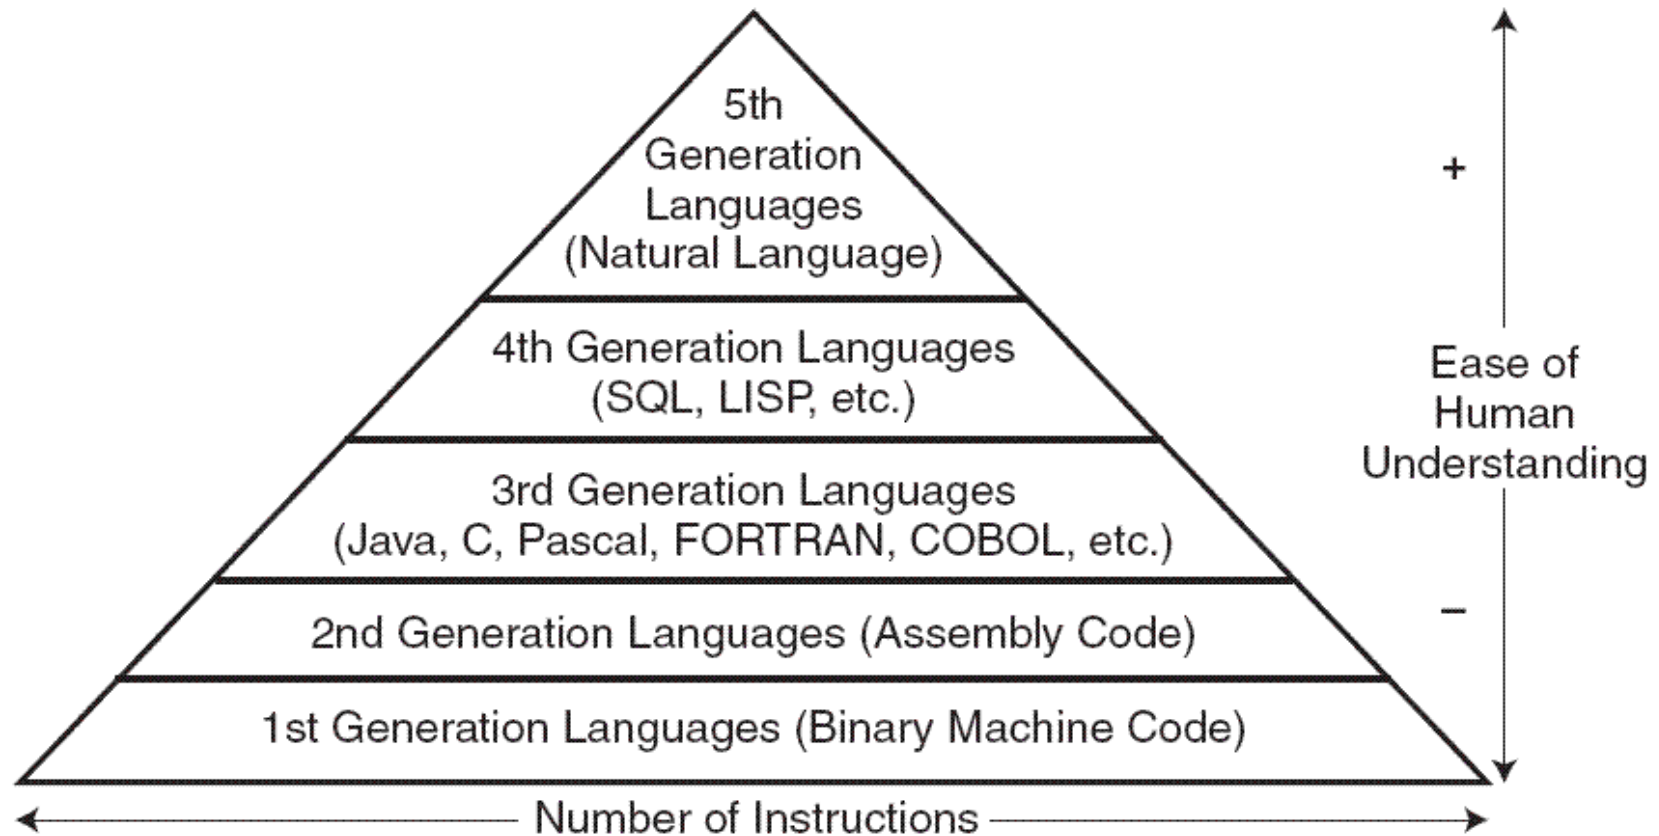 5th
Generation
Languages
(Natural Language)
4th Generation Languages
(SQL, LISP, etc.)
3rd Generation Languages
(Java, C, Pascal, FORTRAN, COBOL, etc.)
2nd Generation Languages (Assembly Code)
1st Generation Languages (Binary Machine Code)
Number of Instructions
+
Ease of
Human
Understanding
–